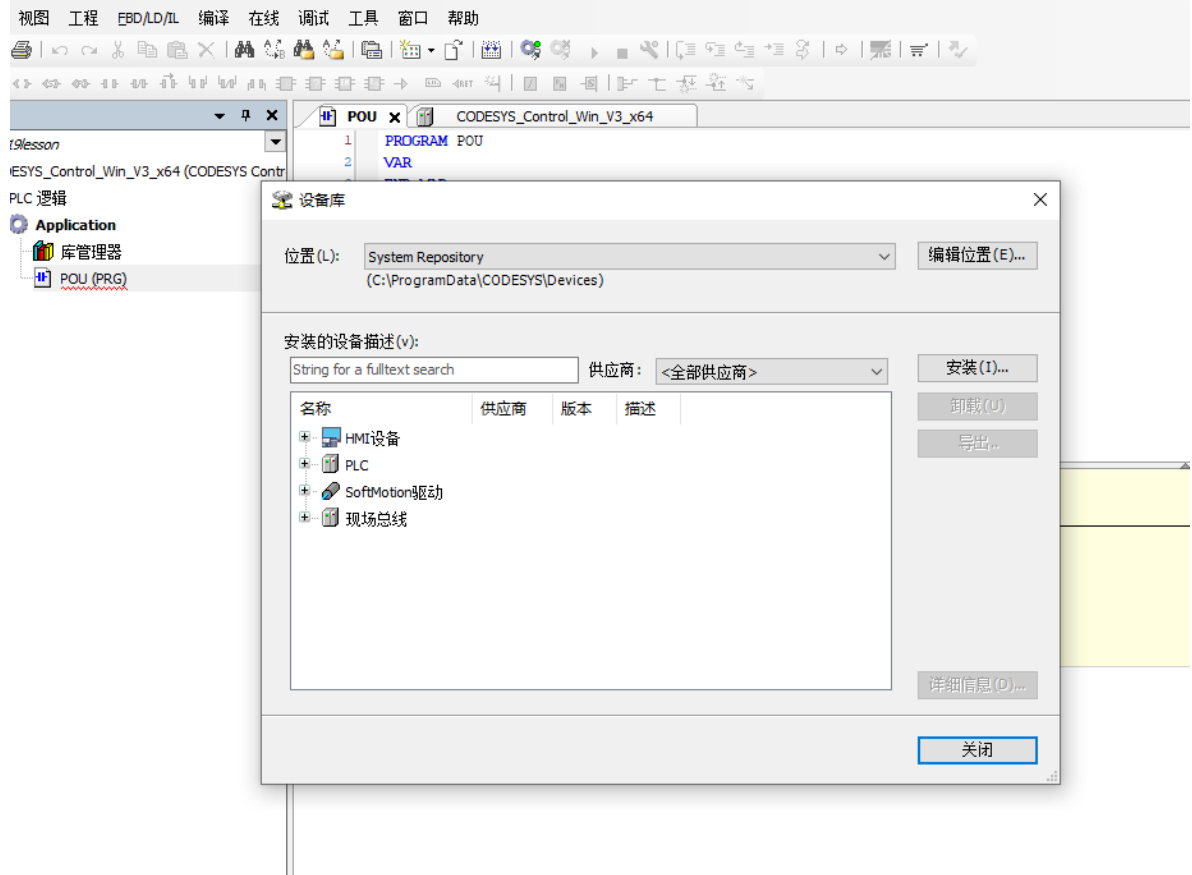 视图 工程 FBD/LD/IL 编译 在线 调试 工具 窗口 帮助
POU CODESYS_Control_Win_V3_x64
1 PROGRAM POU
2 VAR
19lesson
ESYS_Control_Win_V3_x64 (CODESYS Contr
PLC 逻辑
Application
库管理器
POU (PRG)
设备库
位置(L): System Repository 编辑位置(E)...
(C:\ProgramData\CODESYS\Devices)
安装的设备描述(v):
String for a fulltext search 供应商: <全部供应商> 安装(I)...
名称 供应商 版本 描述 卸载(U)
HMI设备 导出..
PLC
SoftMotion驱动
现场总线
详细信息(D)...
关闭